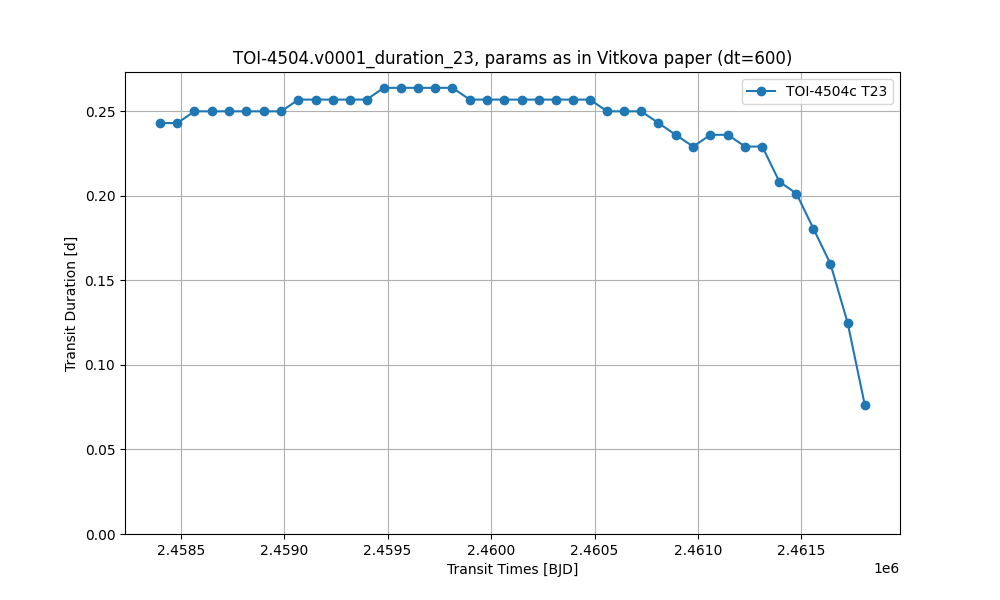 TOI-4504.v0001_duration_23, params as in Vitkova paper (dt=600)
TOI-4504c T23
Transit Duration [d]
0.25
0.20
0.15
0.10
0.05
0.00
2.4585 2.4590 2.4595 2.4600 2.4605 2.4610 2.4615
1e6
Transit Times [BJD]